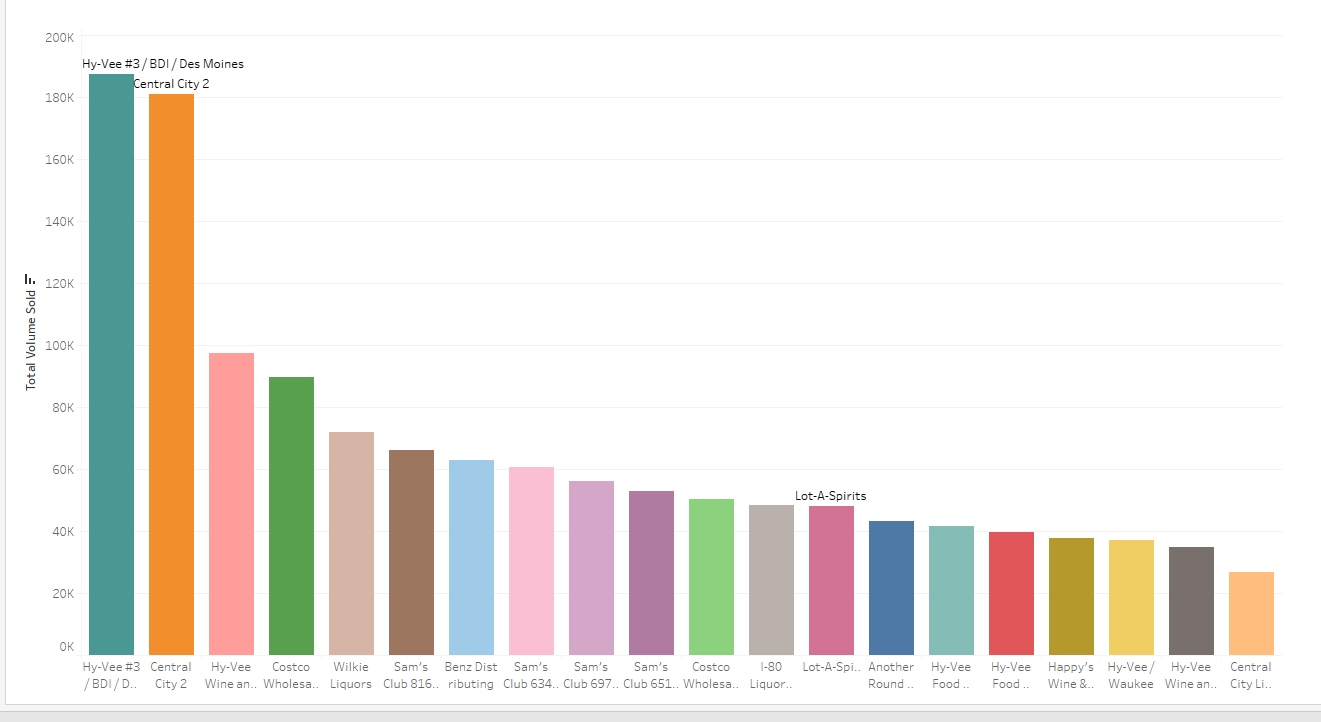 200K
180K
160K
140K
120K
100K
80K
60K
40K
20K
0K
Total Volume Sold
Hy-Vee #3 / BDI / Des Moines
Central City 2
Lot-A-Spirits
Hy-Vee #3
/ BDI / D..
Central
City 2
Hy-Vee
Wine an..
Costco
Wholesa..
Wilkie
Liquors
Sam's
Club 816..
Benz Dist
ributing
Sam's
Club 634..
Sam's
Club 697..
Sam's
Club 651..
Costco
Wholesa..
I-80
Liquor..
Lot-A-Spi..
Another
Round ..
Hy-Vee
Food ..
Hy-Vee
Food ..
Happy's
Wine &..
Hy-Vee /
Waukee
Hy-Vee
Wine an..
Central
City Li..